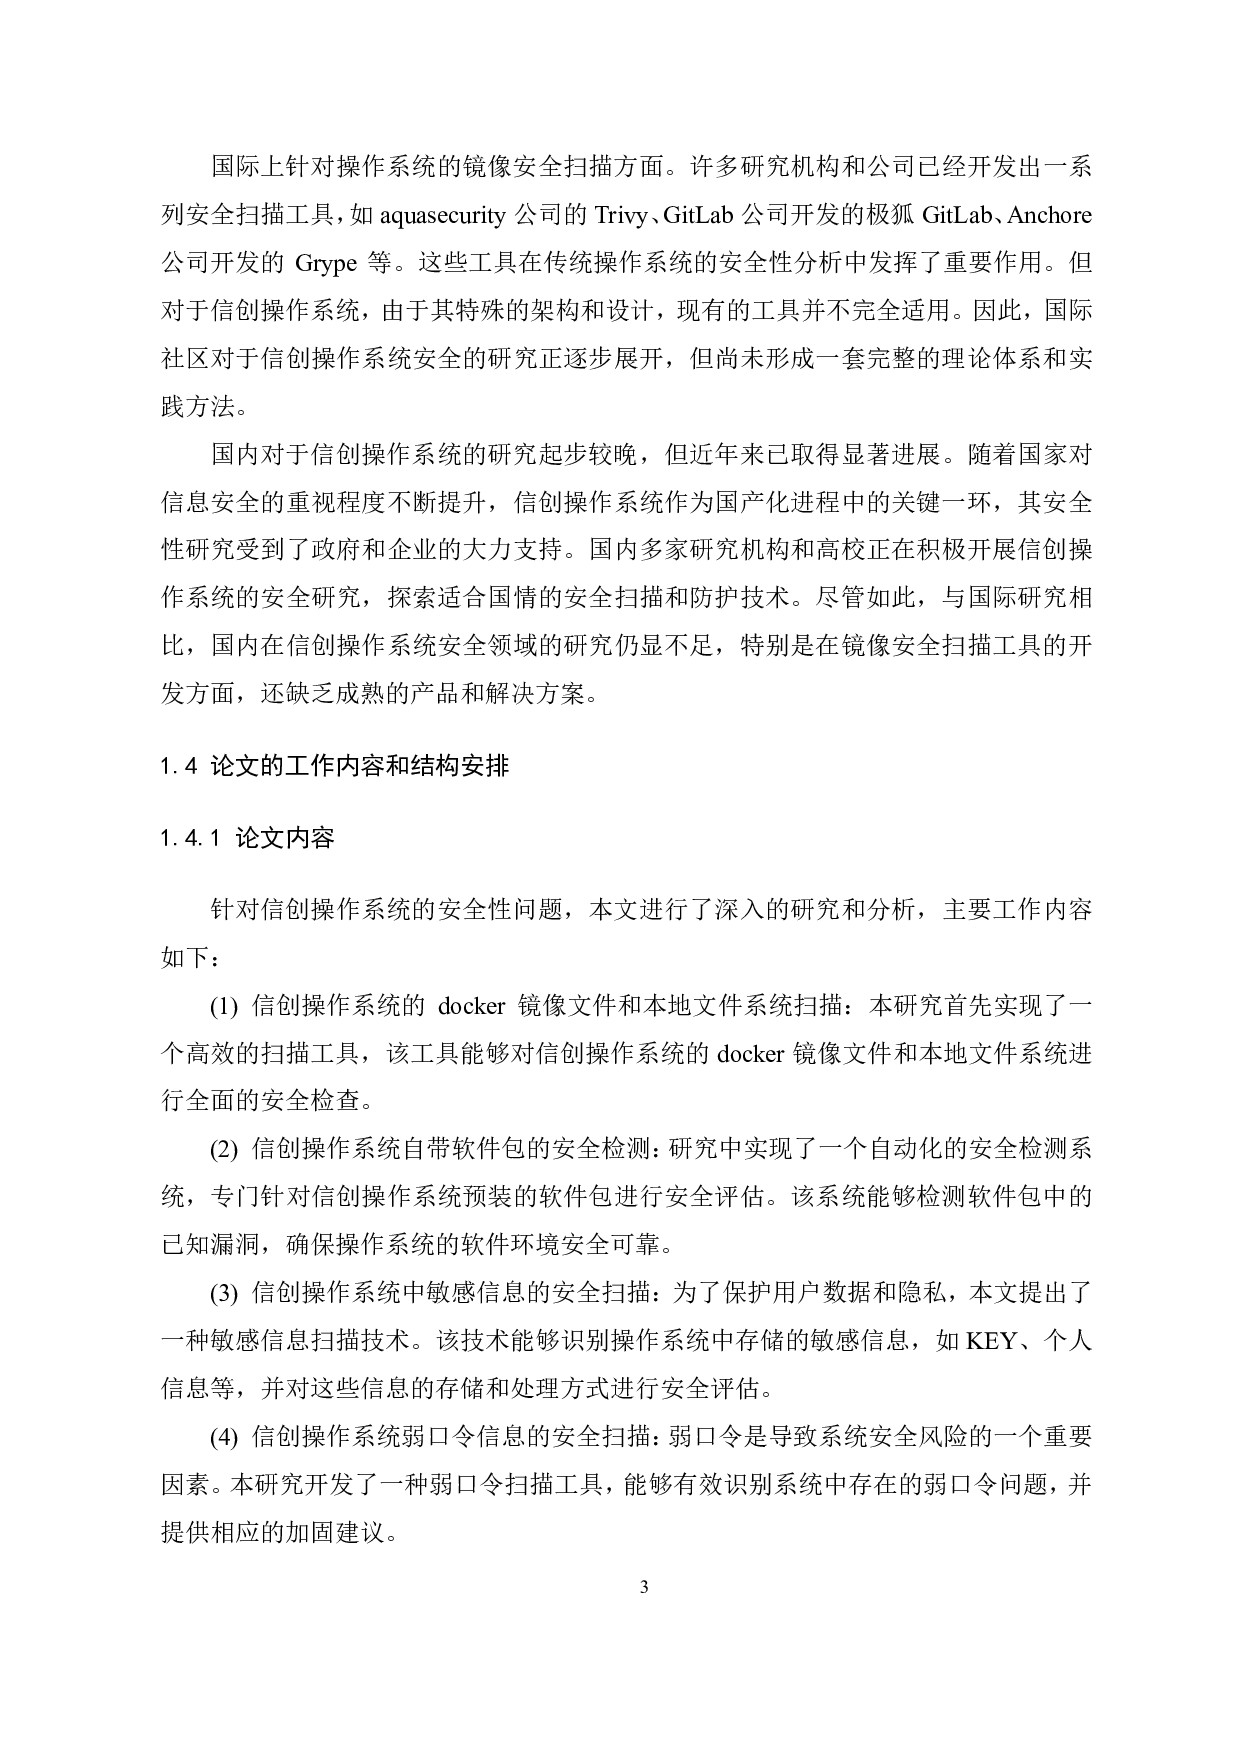 国际上针对操作系统的镜像安全扫描方面。许多研究机构和公司已经开发出一系
列安全扫描工具，如 aquasecurity 公司的 Trivy、GitLab 公司开发的极狐 GitLab、Anchore
公司开发的 Grype 等。这些工具在传统操作系统的安全性分析中发挥了重要作用。但
对于信创操作系统，由于其特殊的架构和设计，现有的工具并不完全适用。因此，国际
社区对于信创操作系统安全的研究正逐步展开，但尚未形成一套完整的理论体系和实
践方法。
国内对于信创操作系统的研究起步较晚，但近年来已取得显著进展。随着国家对
信息安全的重视程度不断提升，信创操作系统作为国产化进程中的关键一环，其安全
性研究受到了政府和企业的大力支持。国内多家研究机构和高校正在积极开展信创操
作系统的安全研究，探索适合国情的安全扫描和防护技术。尽管如此，与国际研究相
比，国内在信创操作系统安全领域的研究仍显不足，特别是在镜像安全扫描工具的开
发方面，还缺乏成熟的产品和解决方案。
1.4 论文的工作内容和结构安排
1.4.1 论文内容
针对信创操作系统的安全性问题，本文进行了深入的研究和分析，主要工作内容
如下：
(1) 信创操作系统的 docker 镜像文件和本地文件系统扫描：本研究首先实现了一
个高效的扫描工具，该工具能够对信创操作系统的 docker 镜像文件和本地文件系统进
行全面的安全检查。
(2) 信创操作系统自带软件包的安全检测：研究中实现了一个自动化的安全检测系
统，专门针对信创操作系统预装的软件包进行安全评估。该系统能够检测软件包中的
已知漏洞，确保操作系统的软件环境安全可靠。
(3) 信创操作系统中敏感信息的安全扫描：为了保护用户数据和隐私，本文提出了
一种敏感信息扫描技术。该技术能够识别操作系统中存储的敏感信息，如 KEY、个人
信息等，并对这些信息的存储和处理方式进行安全评估。
(4) 信创操作系统弱口令信息的安全扫描：弱口令是导致系统安全风险的一个重要
因素。本研究开发了一种弱口令扫描工具，能够有效识别系统中存在的弱口令问题，并
提供相应的加固建议。
3